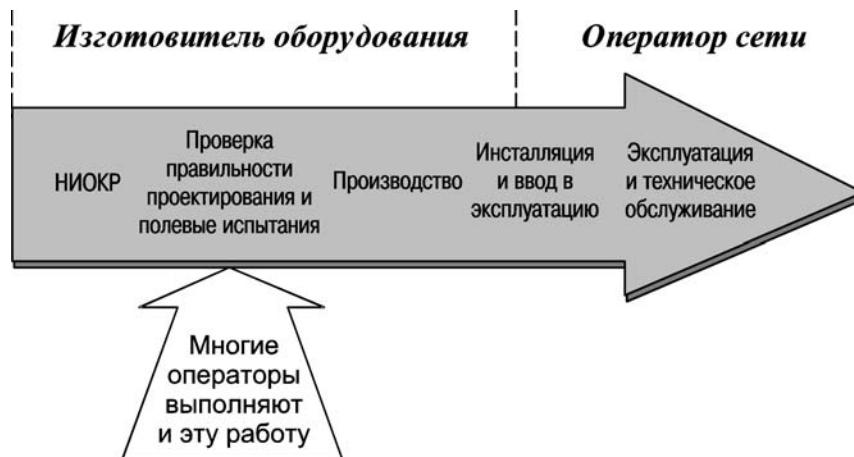 Изготовитель оборудования
Оператор сети
НИОКР
Проверка
правильности
проектирования и
полевые испытания
Производство
Инсталляция
и ввод в
эксплуатацию
Эксплуатация
и техническое
обслуживание
Многие
операторы
выполняют
и эту работу